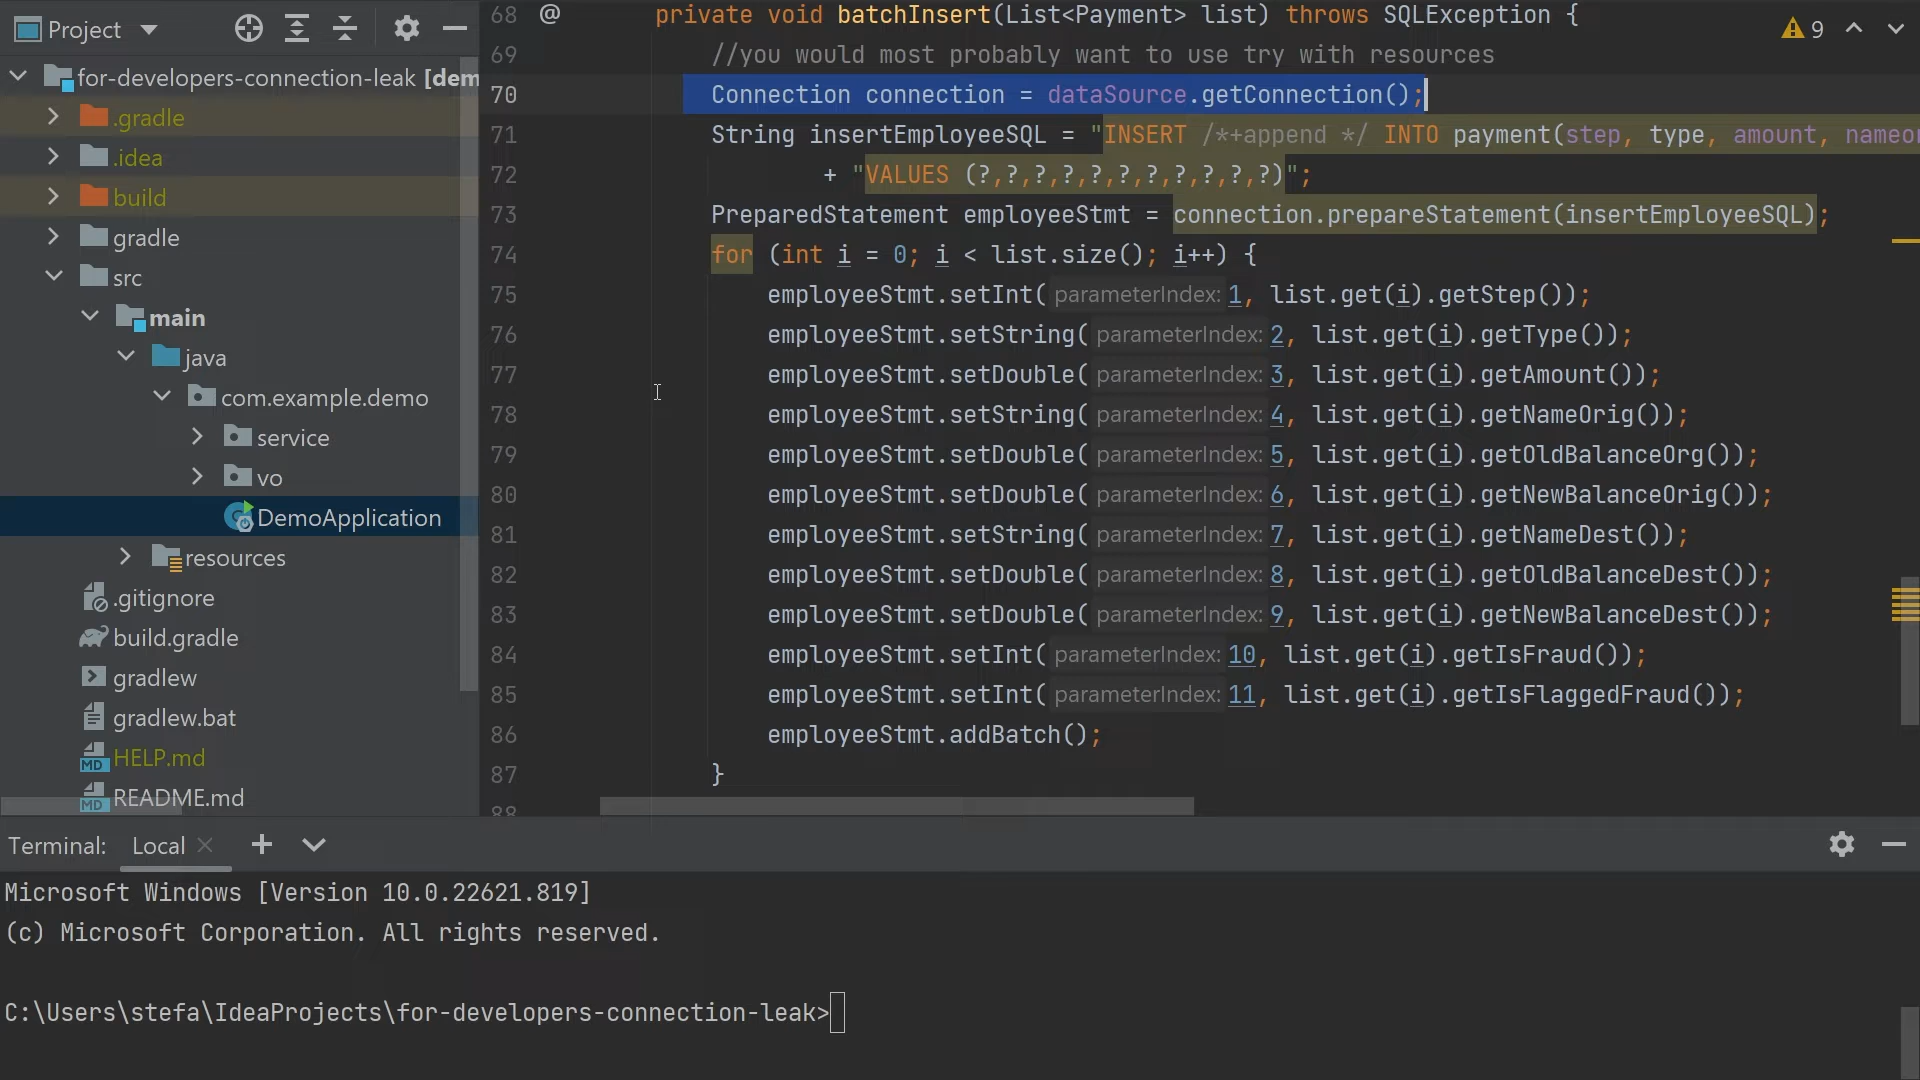 Project
for-developers-connection-leak [dem
.gradle
.idea
build
gradle
src
main
java
com.example.demo
service
vo
DemoApplication
resources
.gitignore
build.gradle
gradlew
gradlew.bat
HELP.md
README.md
9
68 @ private void batchInsert(List<Payment> list) throws SQLException {
69 //you would most probably want to use try with resources
70 Connection connection = dataSource.getConnection();
71 String insertEmployeeSQL = "INSERT /*+append */ INTO payment(step, type, amount, nameor
72 + "VALUES (?,?,?,?,?,?,?,?,?,?,?)";
73 PreparedStatement employeeStmt = connection.prepareStatement(insertEmployeeSQL);
74 for (int i = 0; i < list.size(); i++) {
75 employeeStmt.setInt( parameterIndex: 1, list.get(i).getStep());
76 employeeStmt.setString( parameterIndex: 2, list.get(i).getType());
77 employeeStmt.setDouble( parameterIndex: 3, list.get(i).getAmount());
78 employeeStmt.setString( parameterIndex: 4, list.get(i).getNameOrig());
79 employeeStmt.setDouble( parameterIndex: 5, list.get(i).getOldBalanceOrg());
80 employeeStmt.setDouble( parameterIndex: 6, list.get(i).getNewBalanceOrig());
81 employeeStmt.setString( parameterIndex: 7, list.get(i).getNameDest());
82 employeeStmt.setDouble( parameterIndex: 8, list.get(i).getOldBalanceDest());
83 employeeStmt.setDouble( parameterIndex: 9, list.get(i).getNewBalanceDest());
84 employeeStmt.setInt( parameterIndex: 10, list.get(i).getIsFraud());
85 employeeStmt.setInt( parameterIndex: 11, list.get(i).getIsFlaggedFraud());
86 employeeStmt.addBatch();
87 }
88
Terminal: Local
Microsoft Windows [Version 10.0.22621.819]
(c) Microsoft Corporation. All rights reserved.
C:\Users\stefa\IdeaProjects\for-developers-connection-leak>